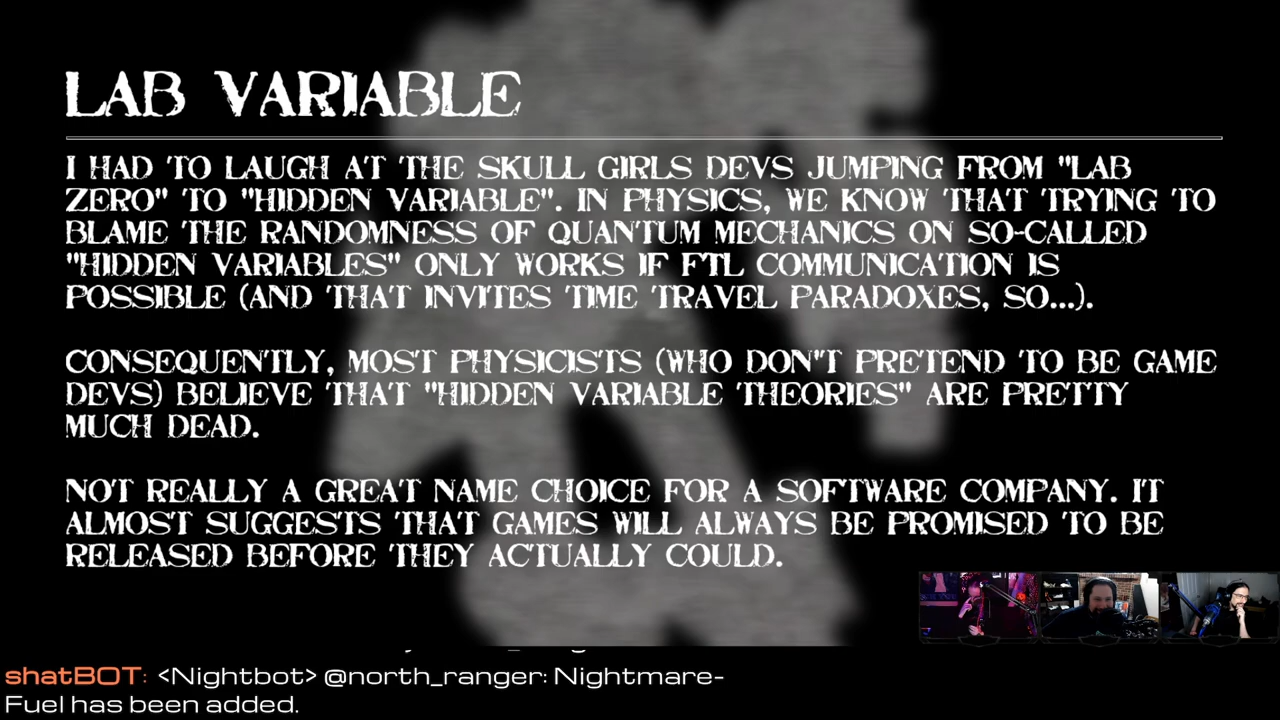 LAB VARIABLE
I HAD TO LAUGH AT THE SKULL GIRLS DEVS JUMPING FROM "LAB
ZERO" TO "HIDDEN VARIABLE". IN PHYSICS, WE KNOW THAT TRYING TO
BLAME THE RANDOMNESS OF QUANTUM MECHANICS ON SO-CALLED
"HIDDEN VARIABLES" ONLY WORKS IF FTL COMMUNICATION IS
POSSIBLE (AND THAT INVITES TIME TRAVEL PARADOXES, SO...).
CONSEQUENTLY, MOST PHYSICISTS (WHO DON'T PRETEND TO BE GAME
DEVS) BELIEVE THAT "HIDDEN VARIABLE THEORIES" ARE PRETTY
MUCH DEAD.
NOT REALLY A GREAT NAME CHOICE FOR A SOFTWARE COMPANY. IT
ALMOST SUGGESTS THAT GAMES WILL ALWAYS BE PROMISED TO BE
RELEASED BEFORE THEY ACTUALLY COULD.
shatBOT: <Nightbot> @north_ranger: Nightmare-
Fuel has been added.